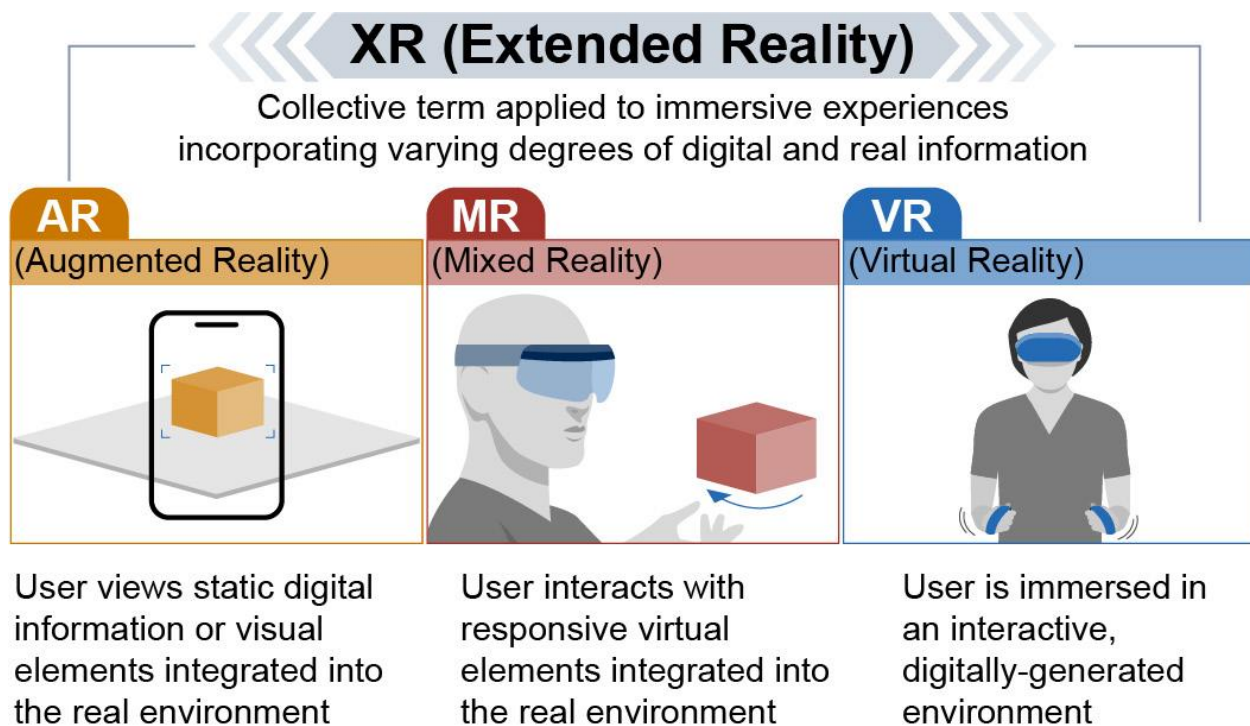 XR (Extended Reality)
Collective term applied to immersive experiences
incorporating varying degrees of digital and real information
AR
(Augmented Reality)
User views static digital
information or visual
elements integrated into
the real environment
MR
(Mixed Reality)
User interacts with
responsive virtual
elements integrated into
the real environment
VR
(Virtual Reality)
User is immersed in
an interactive,
digitally-generated
environment